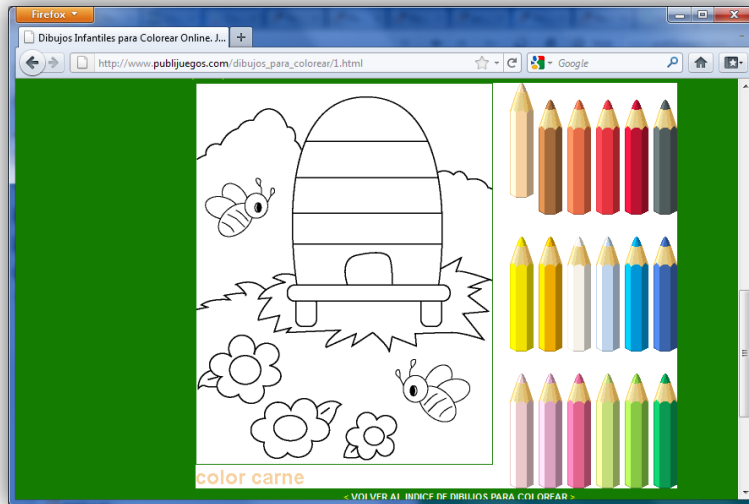 Firefox
Dibujos Infantiles para Colorear Online. J...
http://www.publijuegos.com/dibujos_para_colorear/1.html
Google
color carne
< VOLVER AL INDICE DE DIBUJOS PARA COLOREAR >